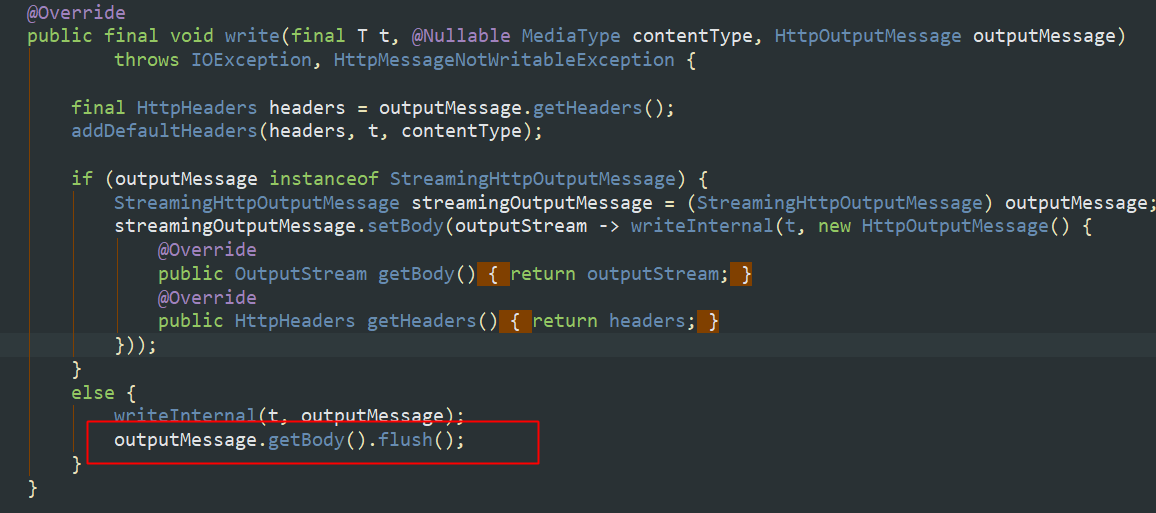 @Override
public final void write(final T t, @Nullable MediaType contentType, HttpOutputMessage outputMessage)
throws IOException, HttpMessageNotWritableException {
final HttpHeaders headers = outputMessage.getHeaders();
addDefaultHeaders(headers, t, contentType);
if (outputMessage instanceof StreamingHttpOutputMessage) {
StreamingHttpOutputMessage streamingOutputMessage = (StreamingHttpOutputMessage) outputMessage;
streamingOutputMessage.setBody(outputStream -> writeInternal(t, new HttpOutputMessage() {
@Override
public OutputStream getBody() { return outputStream; }
@Override
public HttpHeaders getHeaders() { return headers; }
}));
}
else {
writeInternal(t, outputMessage);
outputMessage.getBody().flush();
}
}